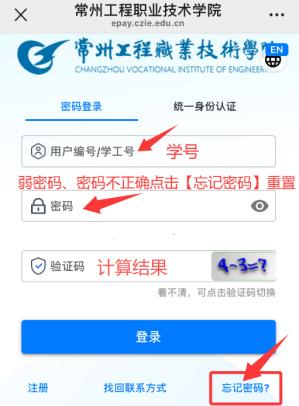 常州工程职业技术学院
epay.czie.edu.cn
常州工程職業技術學院
CHANGZHOU VOCATIONAL INSTITUTE OF ENGINEER
EN
密码登录 统一身份认证
用户编号/学工号 学号
弱密码、密码不正确点击【忘记密码】重置
密码
验证码 计算结果 4-3=?
看不清，可点击验证码切换
登录
注册 找回联系方式 忘记密码?